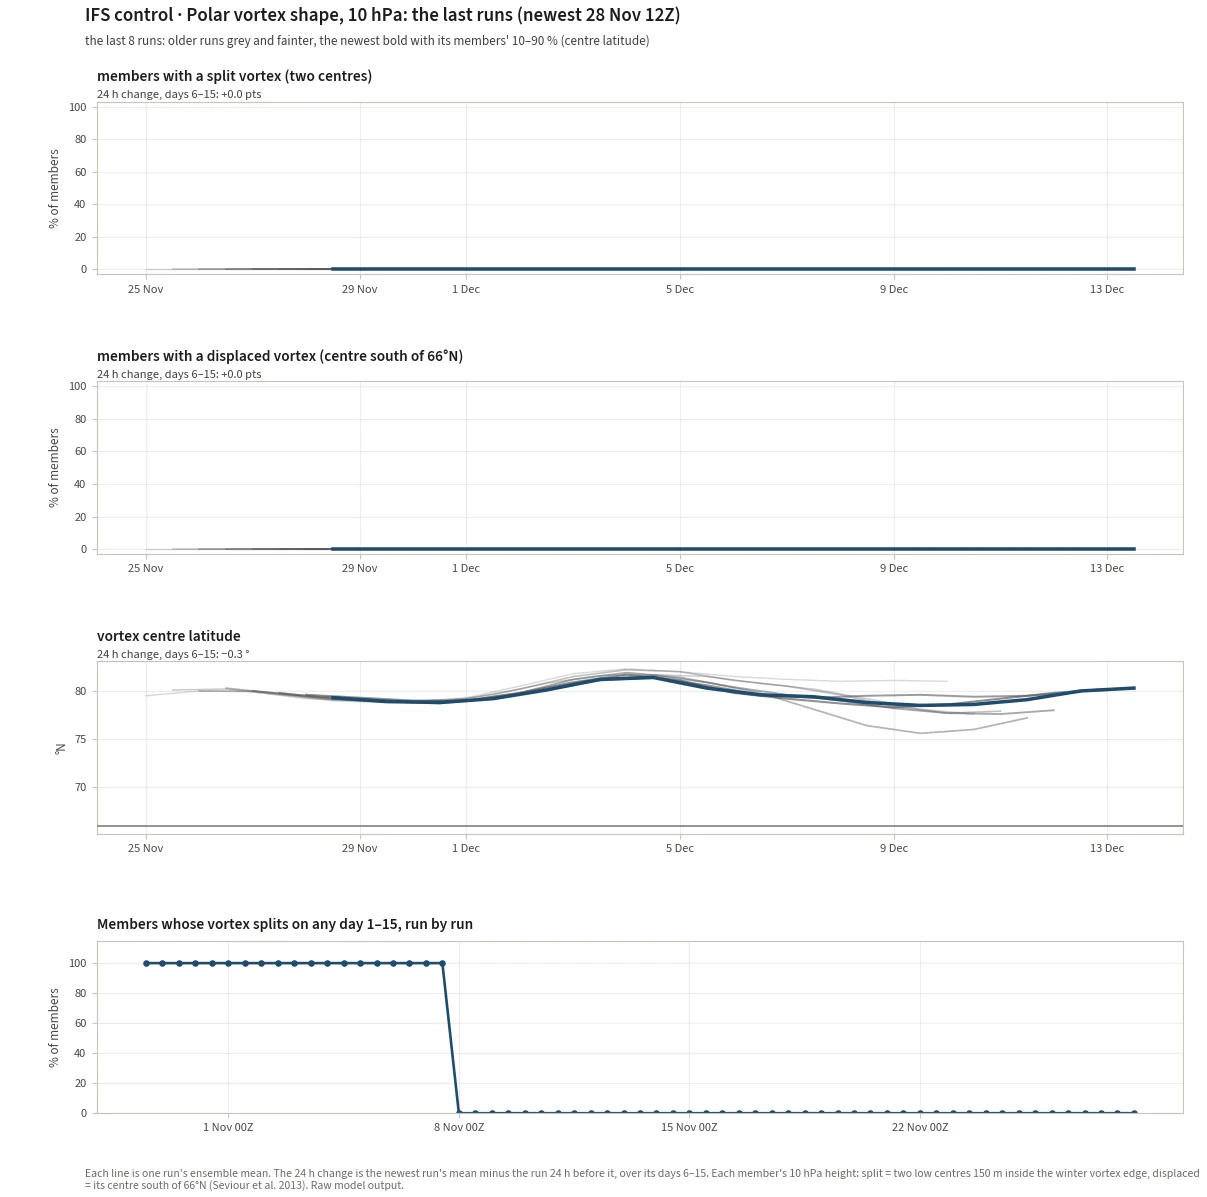 IFS control · Polar vortex shape, 10 hPa: the last runs (newest 28 Nov 12Z)
the last 8 runs: older runs grey and fainter, the newest bold with its members' 10–90 % (centre latitude)
members with a split vortex (two centres)
24 h change, days 6–15: +0.0 pts
100
80
60
40
20
0
% of members
25 Nov 29 Nov 1 Dec 5 Dec 9 Dec 13 Dec
members with a displaced vortex (centre south of 66°N)
24 h change, days 6–15: +0.0 pts
100
80
60
40
20
0
% of members
25 Nov 29 Nov 1 Dec 5 Dec 9 Dec 13 Dec
vortex centre latitude
24 h change, days 6–15: −0.3 °
80
75
70
°N
25 Nov 29 Nov 1 Dec 5 Dec 9 Dec 13 Dec
Members whose vortex splits on any day 1–15, run by run
100
80
60
40
20
0
% of members
1 Nov 00Z 8 Nov 00Z 15 Nov 00Z 22 Nov 00Z
Each line is one run's ensemble mean. The 24 h change is the newest run's mean minus the run 24 h before it, over its days 6–15. Each member's 10 hPa height: split = two low centres 150 m inside the winter vortex edge, displaced
= its centre south of 66°N (Seviour et al. 2013). Raw model output.